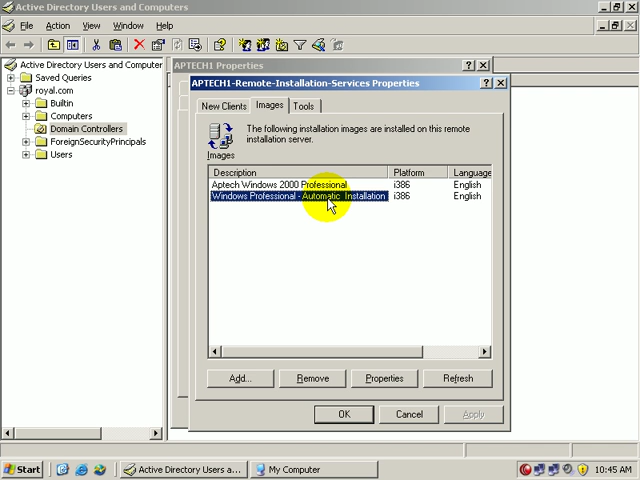 Active Directory Users and Computers
File Action View Window Help
Active Directory Users and Computer
Saved Queries
royal.com
Builtin
Computers
Domain Controllers
ForeignSecurityPrincipals
Users
APTECH1 Properties
APTECH1-Remote-Installation-Services Properties
New Clients Images Tools
The following installation images are installed on this remote
installation server.
Images
Description Platform Language
Aptech Windows 2000 Professional i386 English
Windows Professional - Automatic Installation i386 English
Add... Remove Properties Refresh
OK Cancel Apply
Start Active Directory Users a... My Computer 10:45 AM